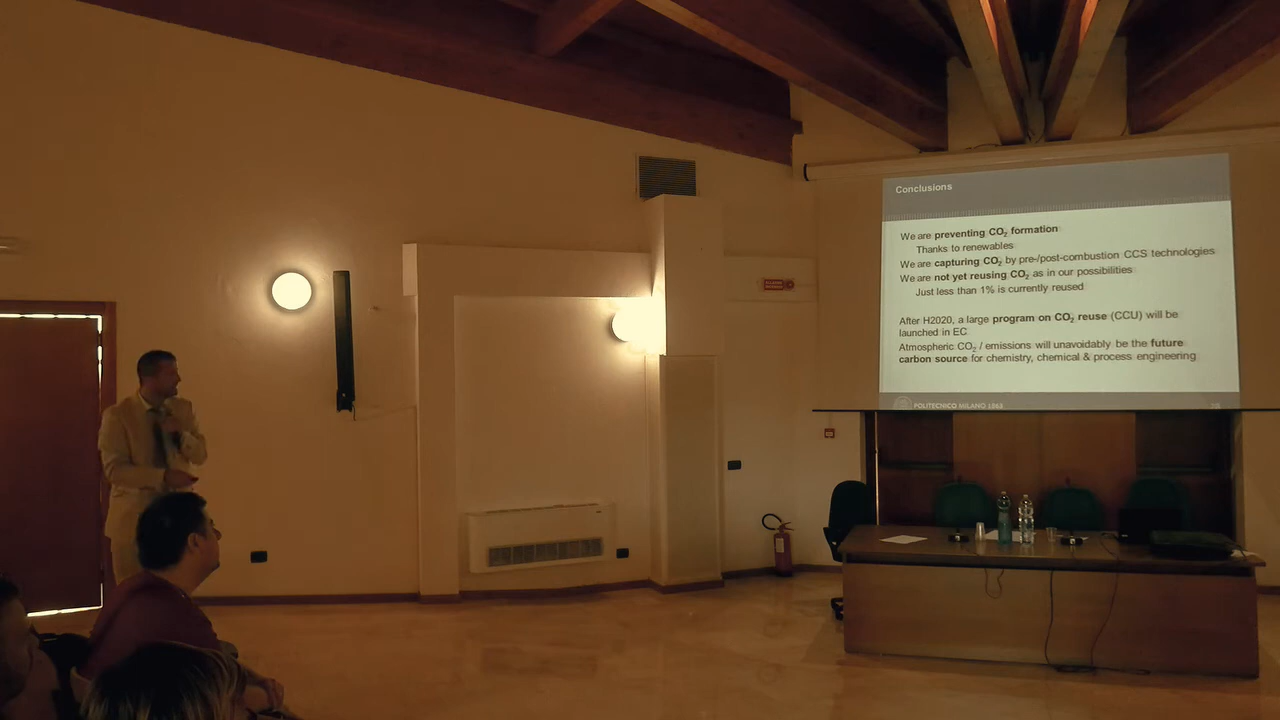 Conclusions
We are preventing CO₂ formation
Thanks to renewables
We are capturing CO₂ by pre-/post-combustion CCS technologies
We are not yet reusing CO₂ as in our possibilities
Just less than 1% is currently reused
After H2020, a large program on CO₂ reuse (CCU) will be
launched in EC
Atmospheric CO₂ / emissions will unavoidably be the future
carbon source for chemistry, chemical & process engineering
POLITECNICO MILANO 1863